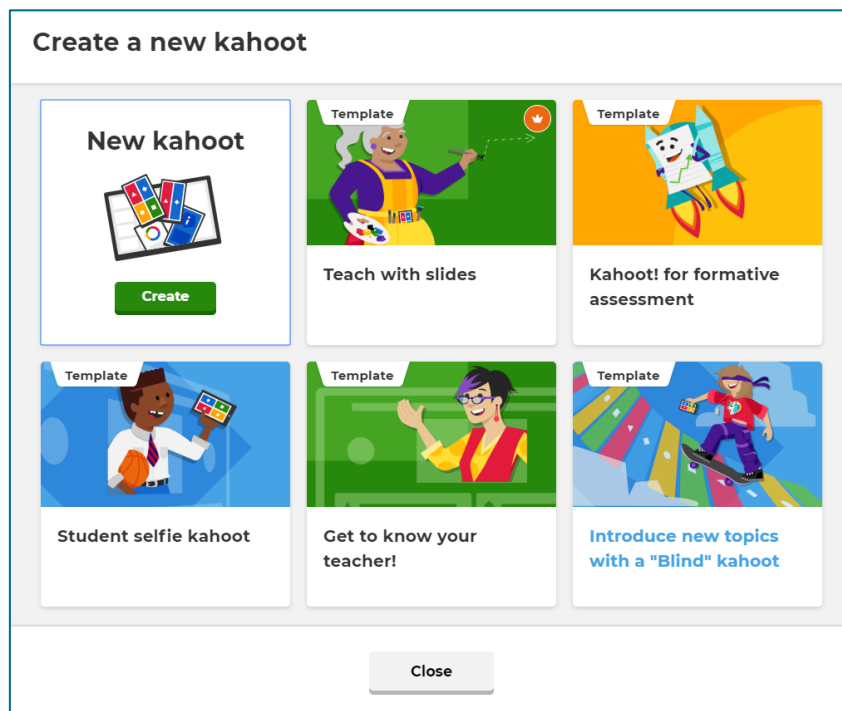 Create a new kahoot
New kahoot
Create
Template
Teach with slides
Template
Kahoot! for formative
assessment
Template
Student selfie kahoot
Template
Get to know your
teacher!
Template
Introduce new topics
with a "Blind" kahoot
Close